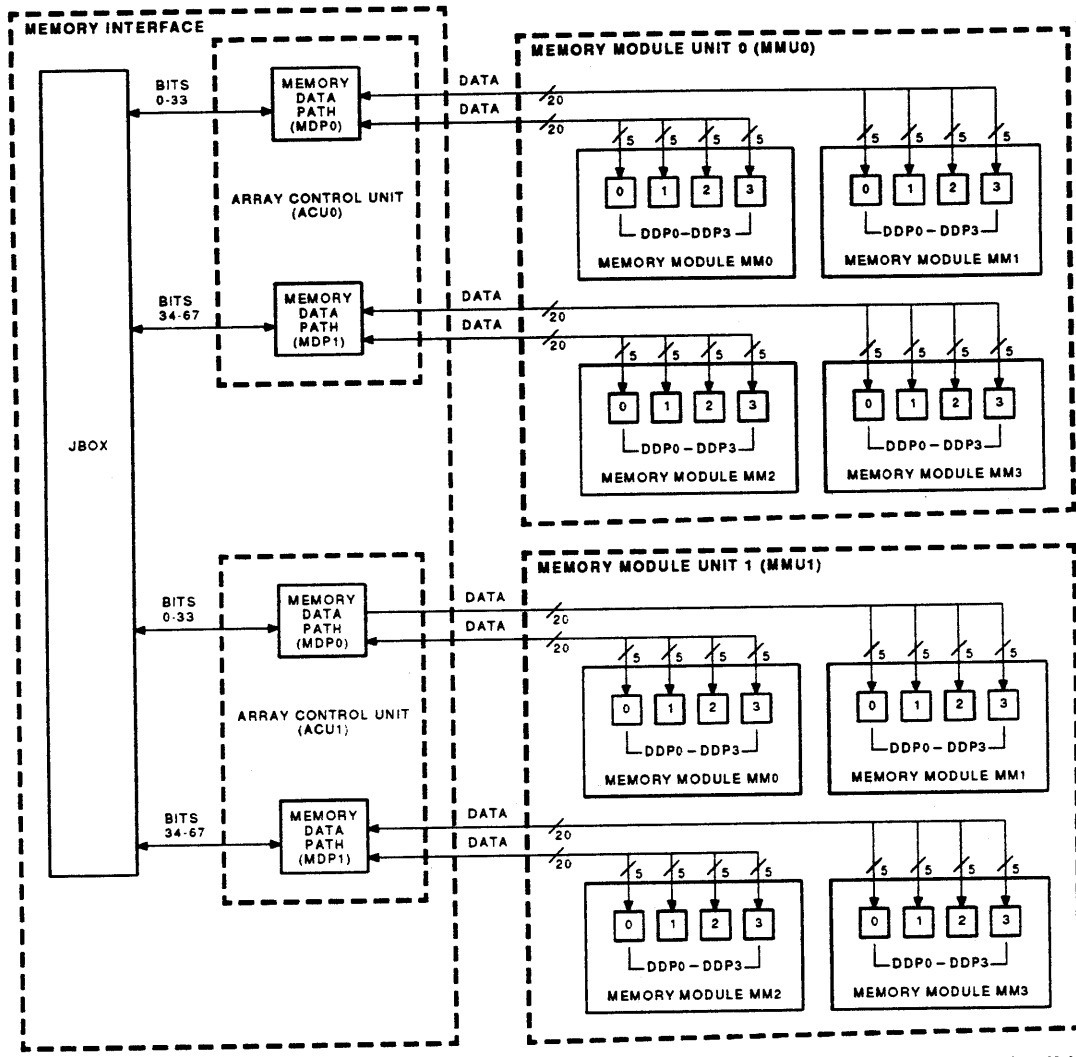 MEMORY INTERFACE
JBOX
BITS
0-33
MEMORY
DATA
PATH
(MDP0)
ARRAY CONTROL UNIT
(ACU0)
BITS
34-67
MEMORY
DATA
PATH
(MDP1)
DATA
20
DATA
20
DATA
20
DATA
20
MEMORY MODULE UNIT 0 (MMU0)
5 5 5 5
0 1 2 3
DDP0-DDP3
MEMORY MODULE MM0
5 5 5 5
0 1 2 3
DDP0-DDP3
MEMORY MODULE MM1
5 5 5 5
0 1 2 3
DDP0-DDP3
MEMORY MODULE MM2
5 5 5 5
0 1 2 3
DDP0-DDP3
MEMORY MODULE MM3
BITS
0-33
MEMORY
DATA
PATH
(MDP0)
ARRAY CONTROL UNIT
(ACU1)
BITS
34-67
MEMORY
DATA
PATH
(MDP1)
DATA
20
DATA
20
DATA
20
DATA
20
MEMORY MODULE UNIT 1 (MMU1)
5 5 5 5
0 1 2 3
DDP0-DDP3
MEMORY MODULE MM0
5 5 5 5
0 1 2 3
DDP0-DDP3
MEMORY MODULE MM1
5 5 5 5
0 1 2 3
DDP0-DDP3
MEMORY MODULE MM2
5 5 5 5
0 1 2 3
DDP0-DDP3
MEMORY MODULE MM3